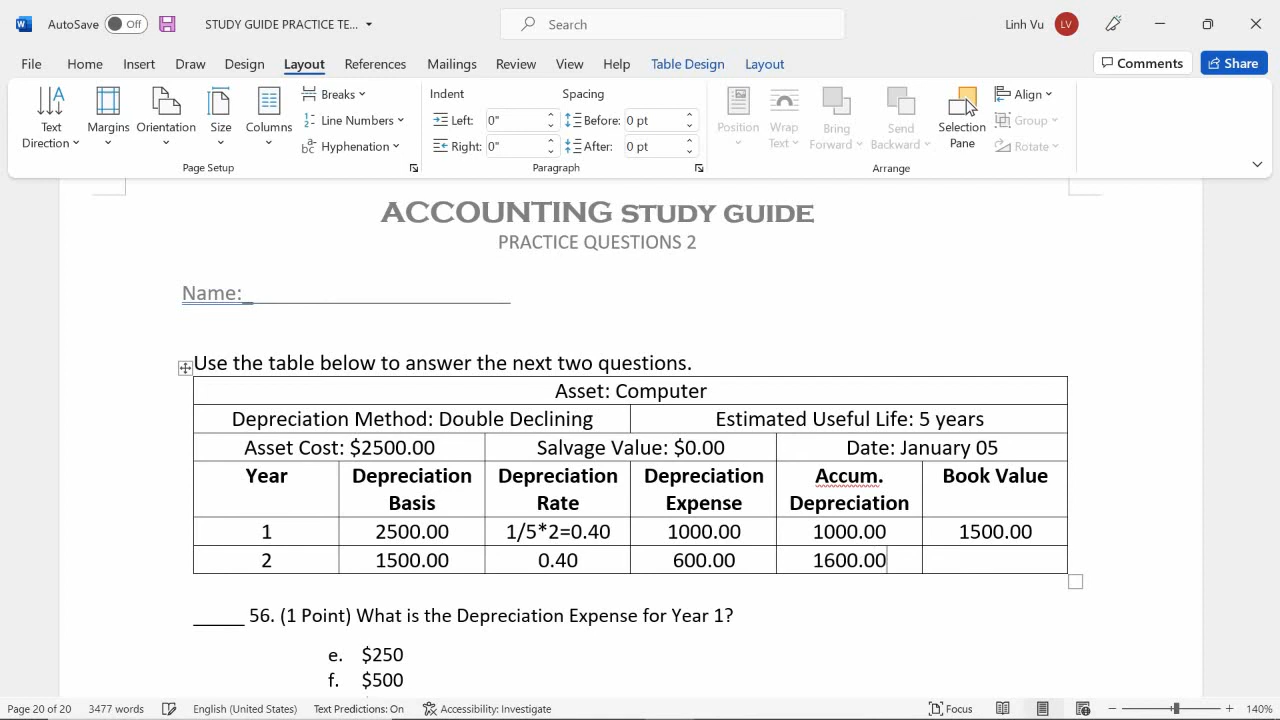 AutoSave Off STUDY GUIDE PRACTICE TE... Search Linh Vu LV
File Home Insert Draw Design Layout References Mailings Review View Help Table Design Layout Comments Share
Text Direction Margins Orientation Size Columns Breaks Line Numbers Hyphenation
Page Setup
Indent Spacing
Left: 0" Before: 0 pt
Right: 0" After: 0 pt
Paragraph
Position Wrap Text Bring Forward Send Backward Selection Pane Align Group Rotate
Arrange
ACCOUNTING STUDY GUIDE
PRACTICE QUESTIONS 2
Name:_
Use the table below to answer the next two questions.
Asset: Computer
Depreciation Method: Double Declining Estimated Useful Life: 5 years
Asset Cost: $2500.00 Salvage Value: $0.00 Date: January 05
Year Depreciation Basis Depreciation Rate Depreciation Expense Accum. Depreciation Book Value
1 2500.00 1/5*2=0.40 1000.00 1000.00 1500.00
2 1500.00 0.40 600.00 1600.00
_____ 56. (1 Point) What is the Depreciation Expense for Year 1?
e. $250
f. $500
Page 20 of 20 3477 words English (United States) Text Predictions: On Accessibility: Investigate Focus 140%